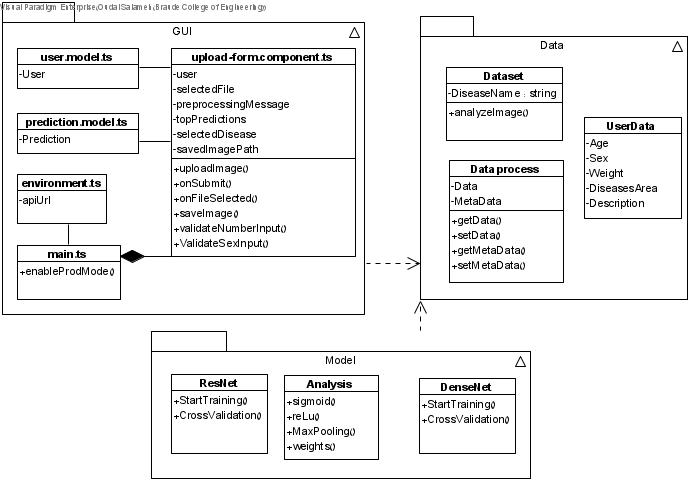 Visual Paradigm Enterprise(Oudai Salameh(Braude College of Engineering))
GUI
user.model.ts
-User
prediction.model.ts
-Prediction
environment.ts
-apiUrl
main.ts
+enableProdMode()
upload-form.component.ts
-user
-selectedFile
-preprocessingMessage
-topPredictions
-selectedDisease
-savedImagePath
+uploadImage()
+onSubmit()
+onFileSelected()
+saveImage()
+validateNumberInput()
+ValidateSexInput()
Data
Dataset
-DiseaseName : string
+analyzeImage()
Data process
-Data
-MetaData
+getData()
+setData()
+getMetaData()
+setMetaData()
UserData
-Age
-Sex
-Weight
-DiseasesArea
-Description
Model
ResNet
+StartTraining()
+CrossValidation()
Analysis
+sigmoid()
+reLu()
+MaxPooling()
+weights()
DenseNet
+StartTraining()
+CrossValidation()